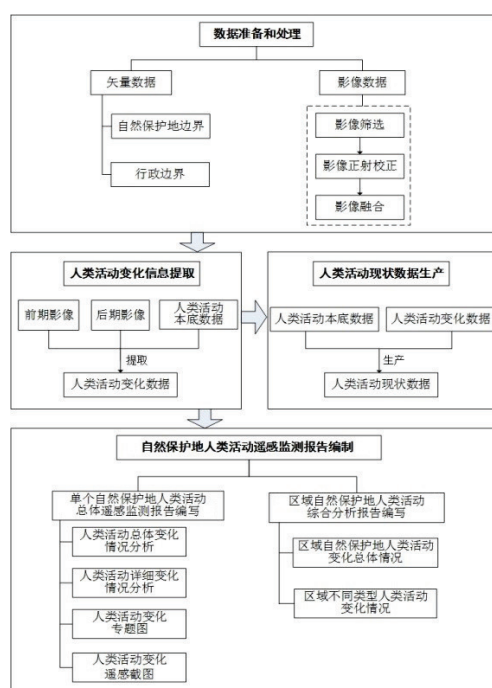 数据准备和处理
矢量数据
影像数据
自然保护地边界
行政边界
影像筛选
影像正射校正
影像融合
人类活动变化信息提取
前期影像
后期影像
人类活动
本底数据
提取
人类活动变化数据
人类活动现状数据生产
人类活动本底数据
人类活动变化数据
生产
人类活动现状数据
自然保护地人类活动遥感监测报告编制
单个自然保护地人类活动
总体遥感监测报告编写
人类活动总体变化
情况分析
人类活动详细变化
情况分析
人类活动变化
专题图
人类活动变化
遥感截图
区域自然保护地人类活动
综合分析报告编写
区域自然保护地人类活动
变化总体情况
区域不同类型人类活动
变化情况